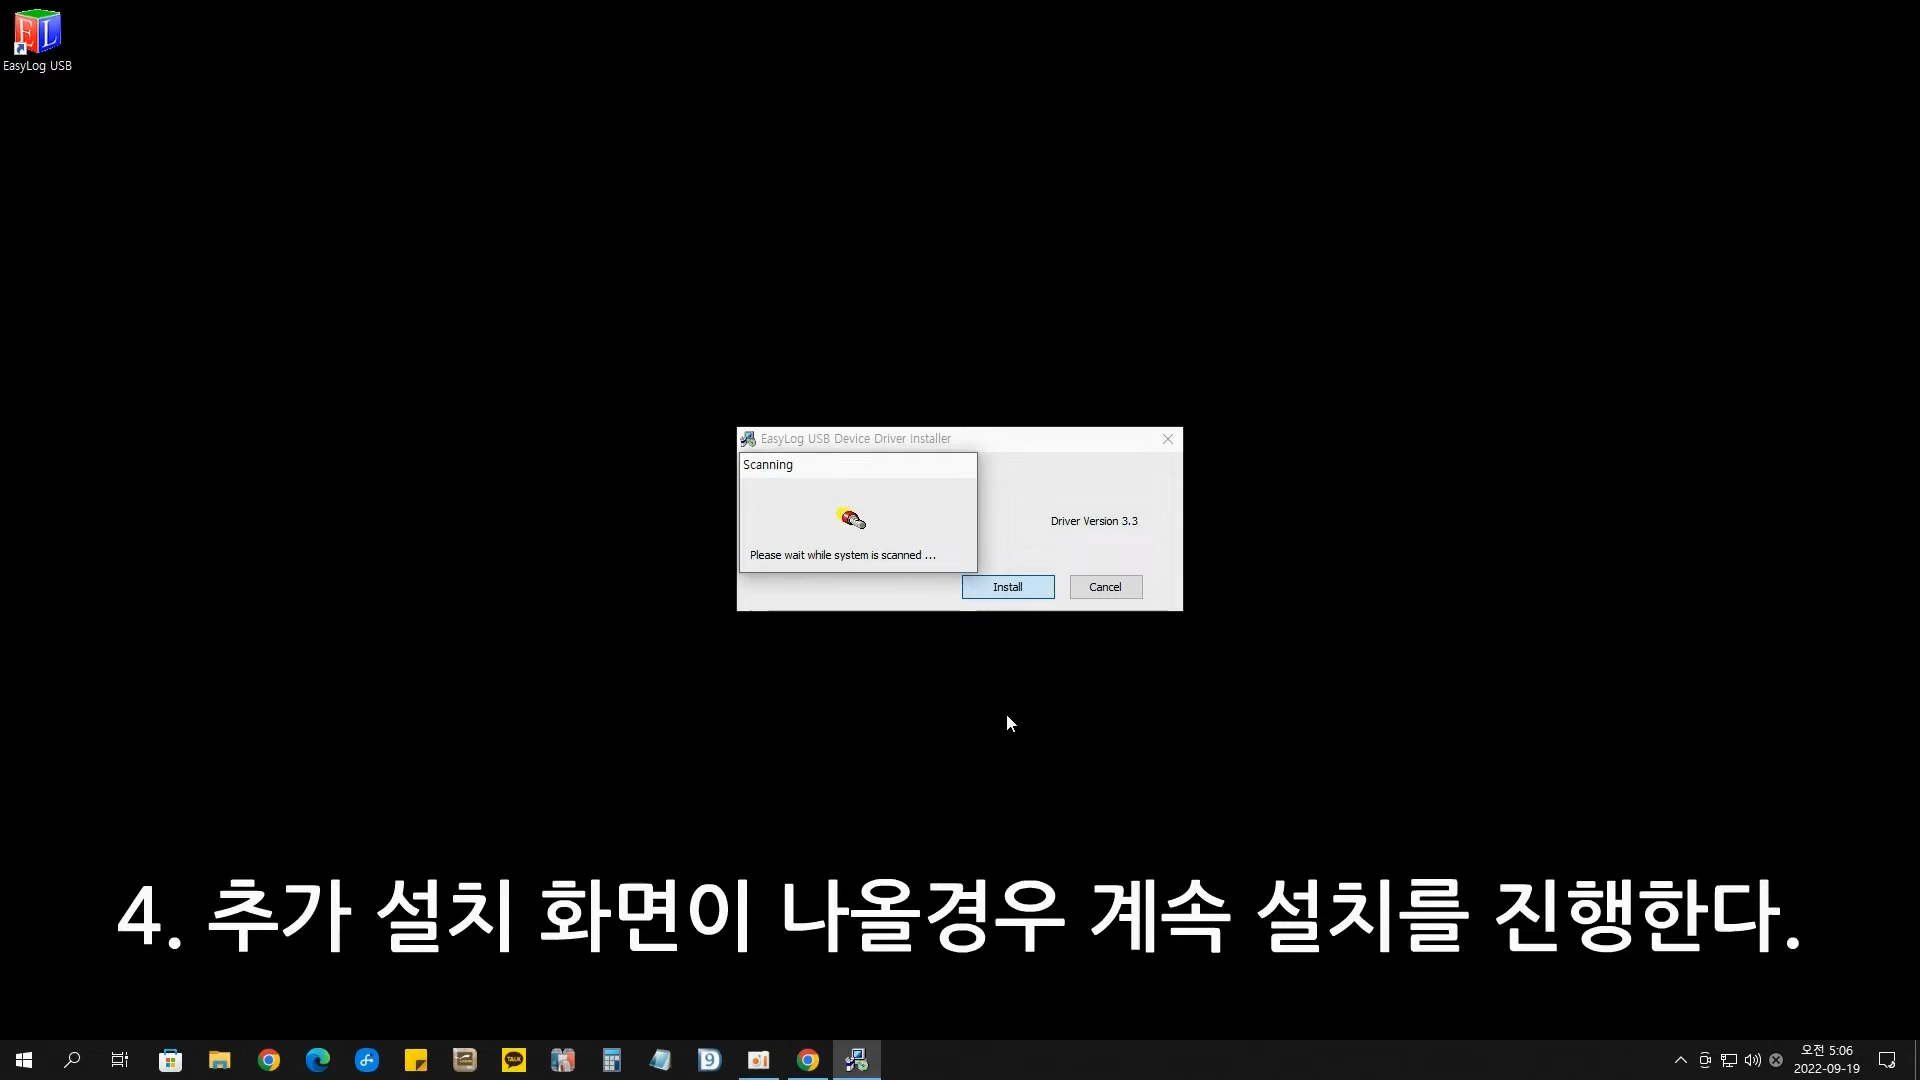 EasyLog USB
EasyLog USB Device Driver Installer
Scanning
Please wait while system is scanned ...
Driver Version 3.3
Install
Cancel
4. 추가 설치 화면이 나올경우 계속 설치를 진행한다.
TALK
오전 5:06
2022-09-19